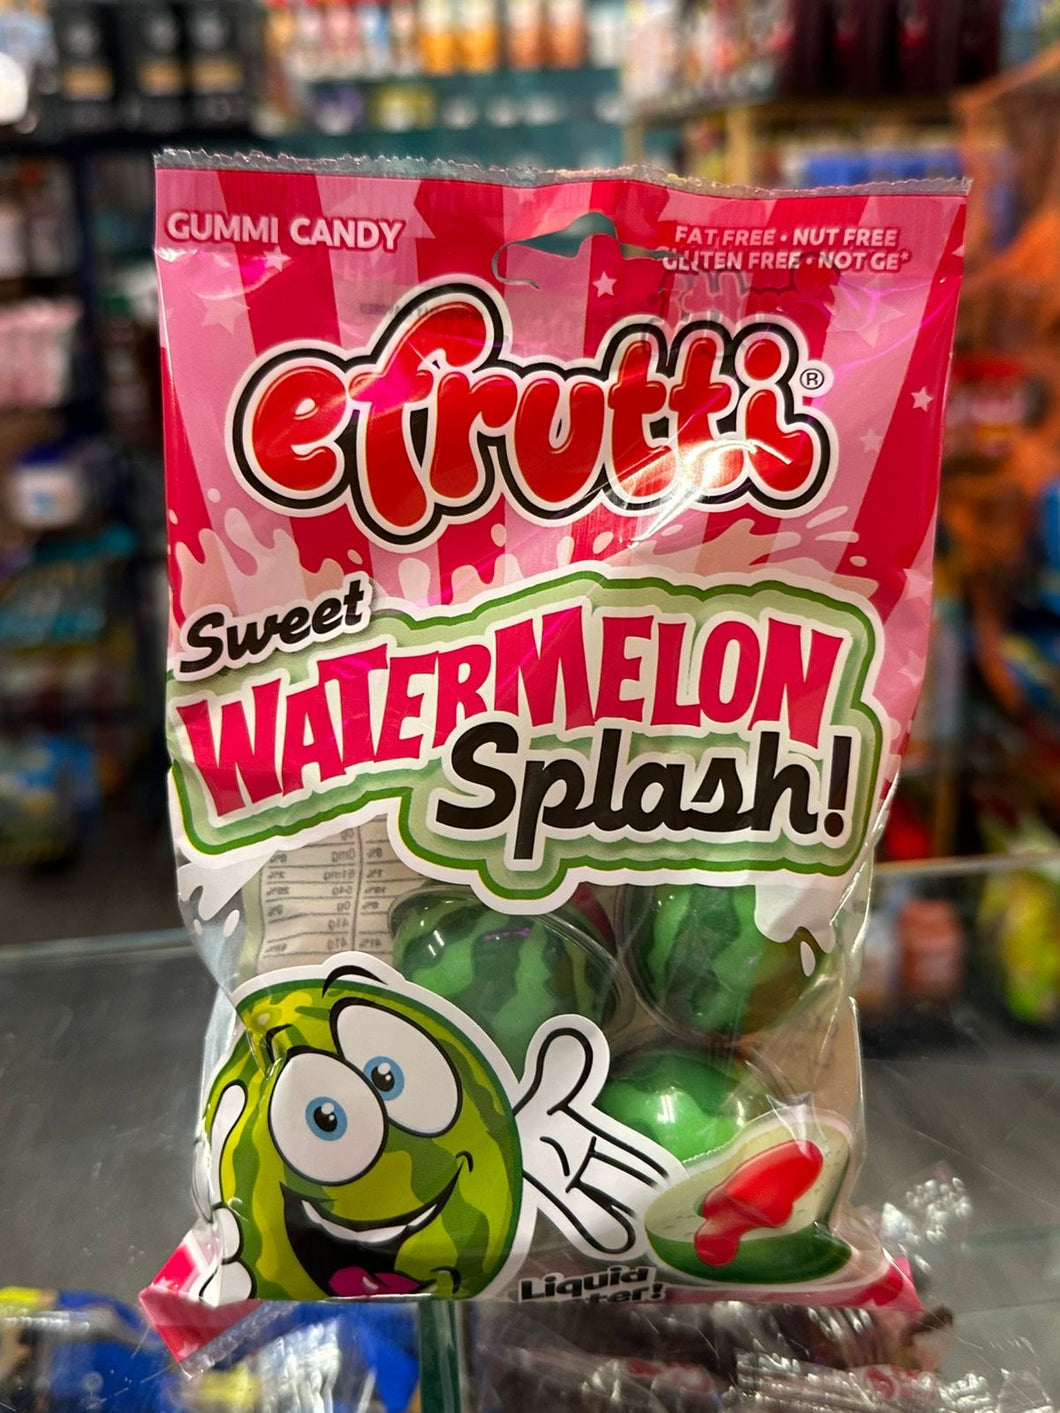 GUMMI CANDY
FAT FREE • NUT FREE
GLUTEN FREE • NOT GE*
efrutti®
Sweet
WATERMELON
Splash!
Liquid